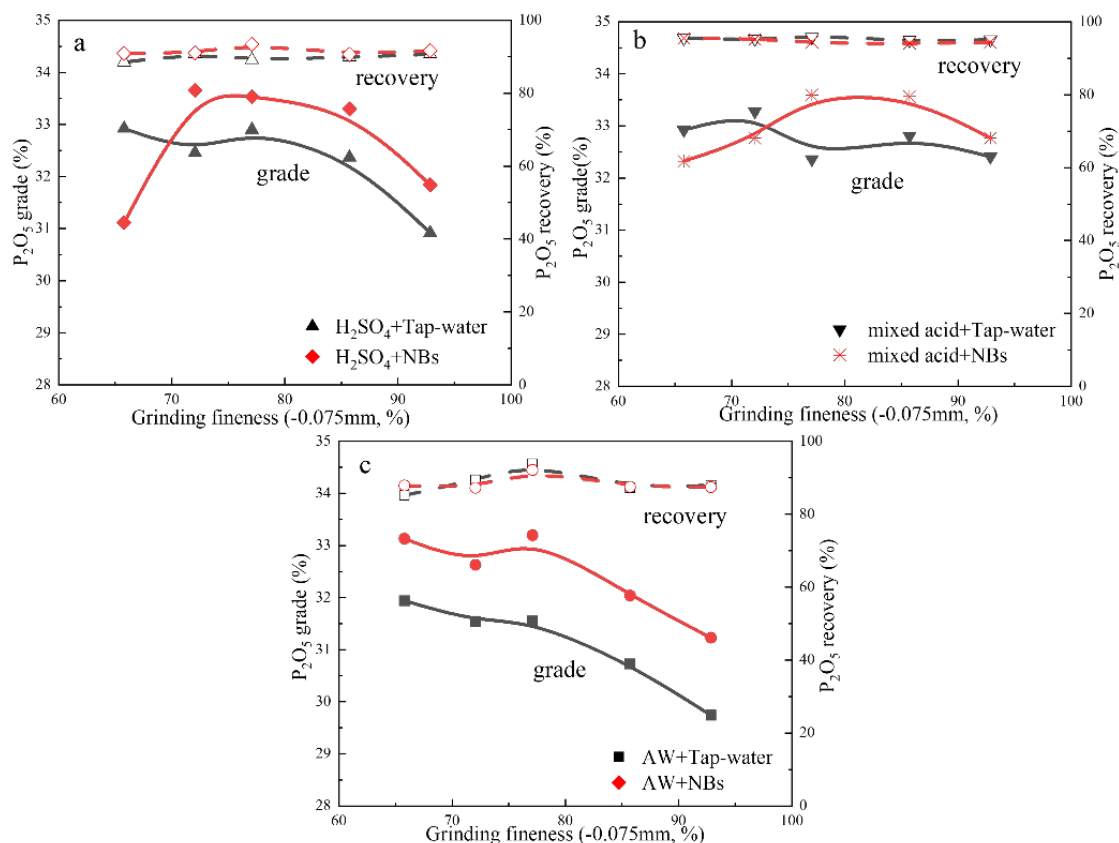 a
35
34
33
32
31
30
29
28
P2O5 grade (%)
recovery
grade
H2SO4+Tap-water
H2SO4+NBs
100
80
60
40
20
0
P2O5 recovery (%)
60
70
80
90
100
Grinding fineness (-0.075mm, %)
b
35
34
33
32
31
30
29
28
P2O5 grade(%)
recovery
grade
mixed acid+Tap-water
mixed acid+NBs
100
80
60
40
20
0
P2O5 recovery (%)
60
70
80
90
100
Grinding fineness (-0.075mm, %)
c
35
34
33
32
31
30
29
28
P2O5 grade (%)
recovery
grade
AW+Tap-water
AW+NBs
100
80
60
40
20
0
P2O5 recovery (%)
60
70
80
90
100
Grinding fineness (-0.075mm, %)